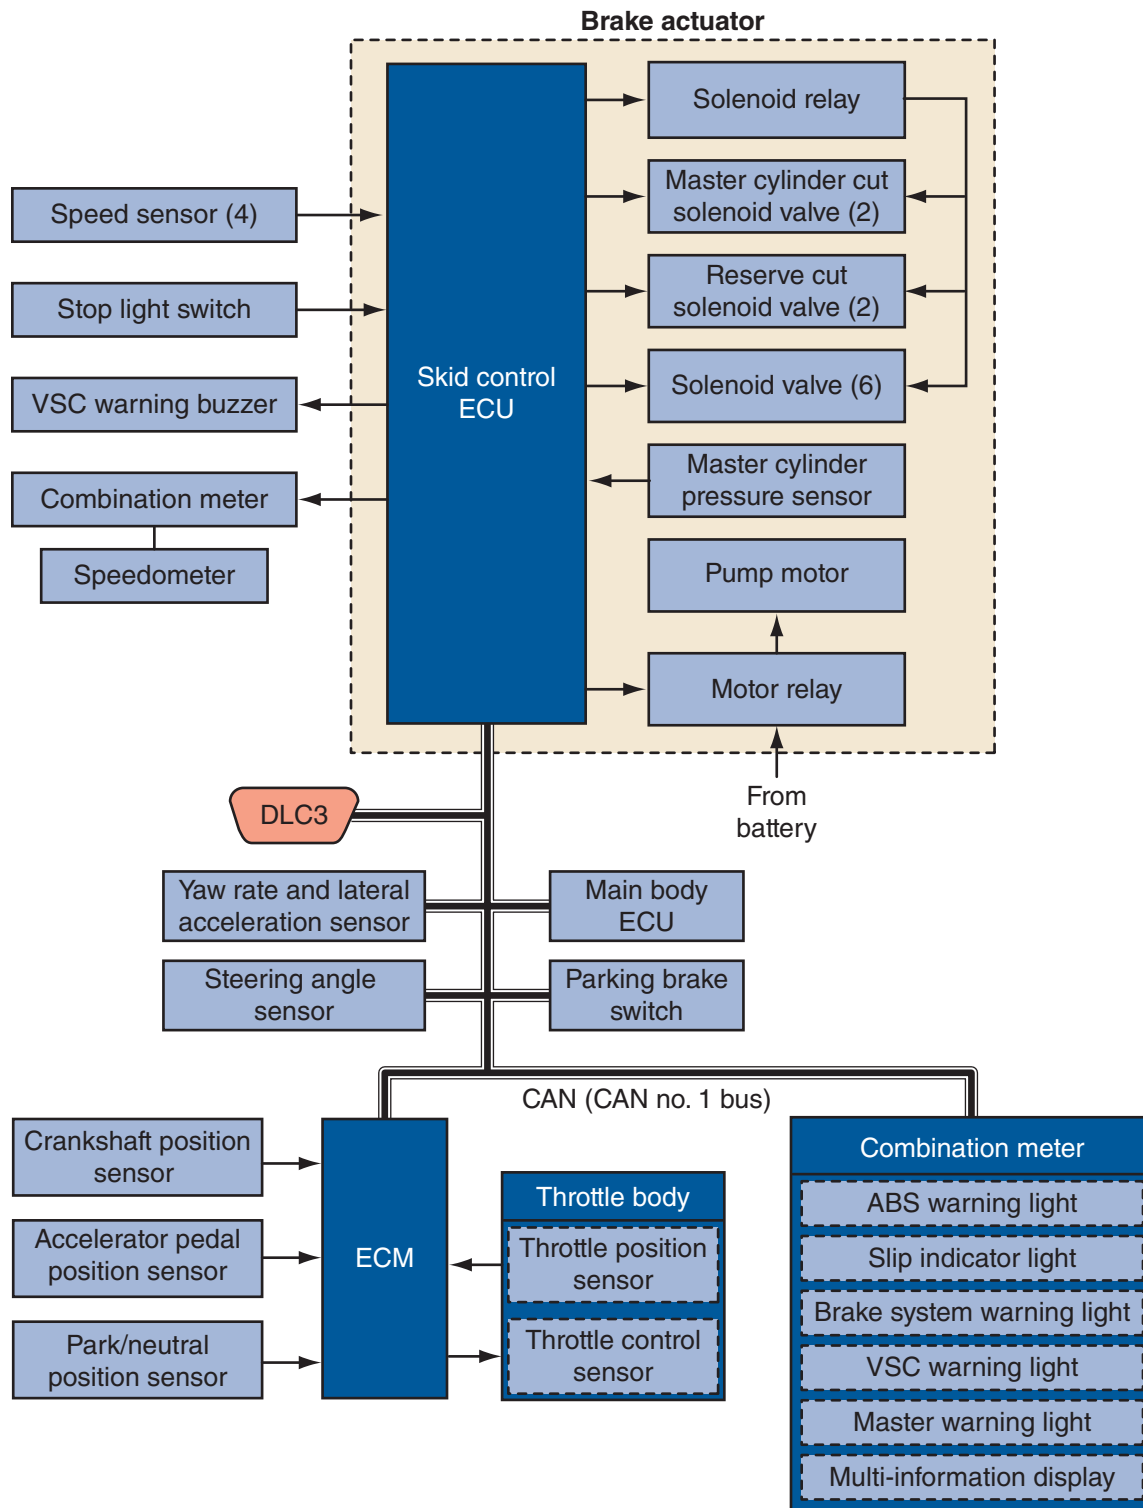 Brake actuator
Skid control
ECU
Solenoid relay
Master cylinder cut
solenoid valve (2)
Reserve cut
solenoid valve (2)
Solenoid valve (6)
Master cylinder
pressure sensor
Pump motor
Motor relay
From
battery
Speed sensor (4)
Stop light switch
VSC warning buzzer
Combination meter
Speedometer
DLC3
Yaw rate and lateral
acceleration sensor
Main body
ECU
Steering angle
sensor
Parking brake
switch
CAN (CAN no. 1 bus)
Crankshaft position
sensor
Accelerator pedal
position sensor
Park/neutral
position sensor
ECM
Throttle body
Throttle position
sensor
Throttle control
sensor
Combination meter
ABS warning light
Slip indicator light
Brake system warning light
VSC warning light
Master warning light
Multi-information display